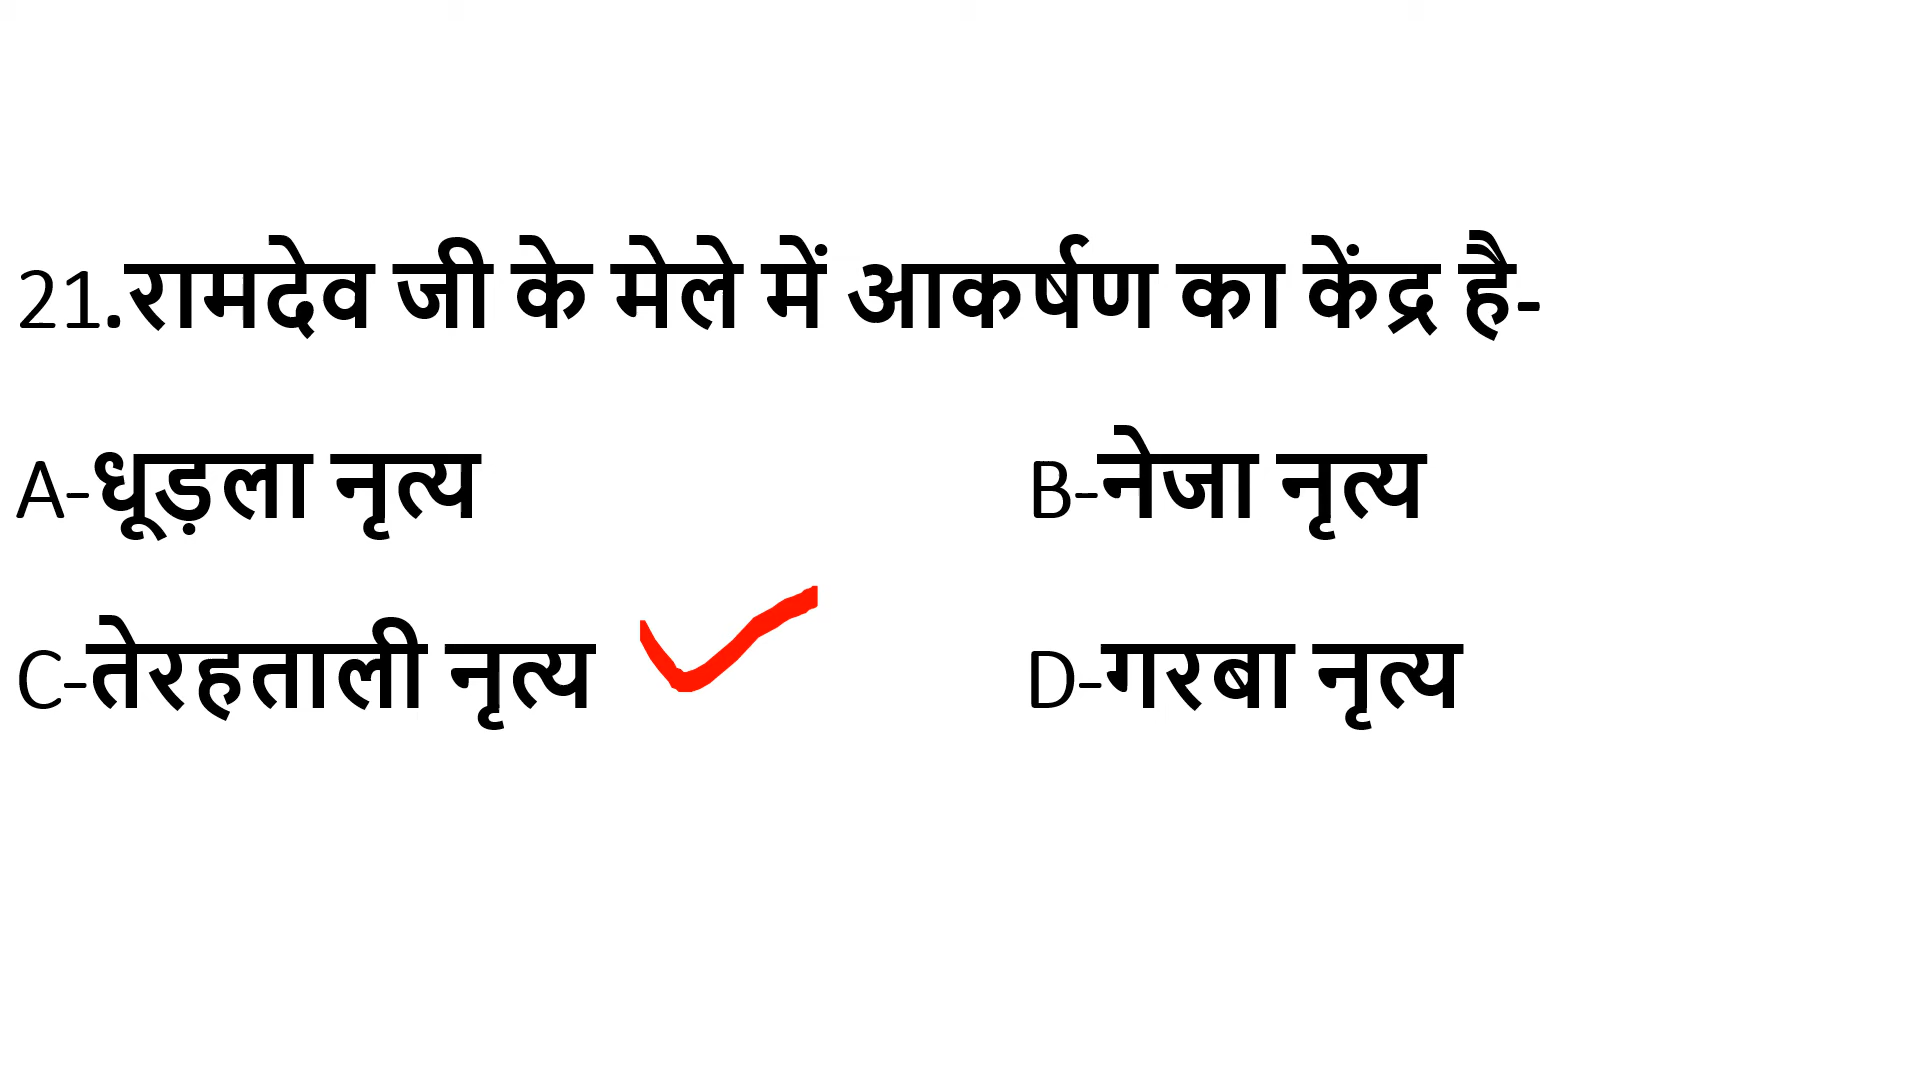 21.रामदेव जी के मेले में आकर्षण का केंद्र है-
A-धूड़ला नृत्य B-नेजा नृत्य
C-तेरहताली नृत्य D-गरबा नृत्य